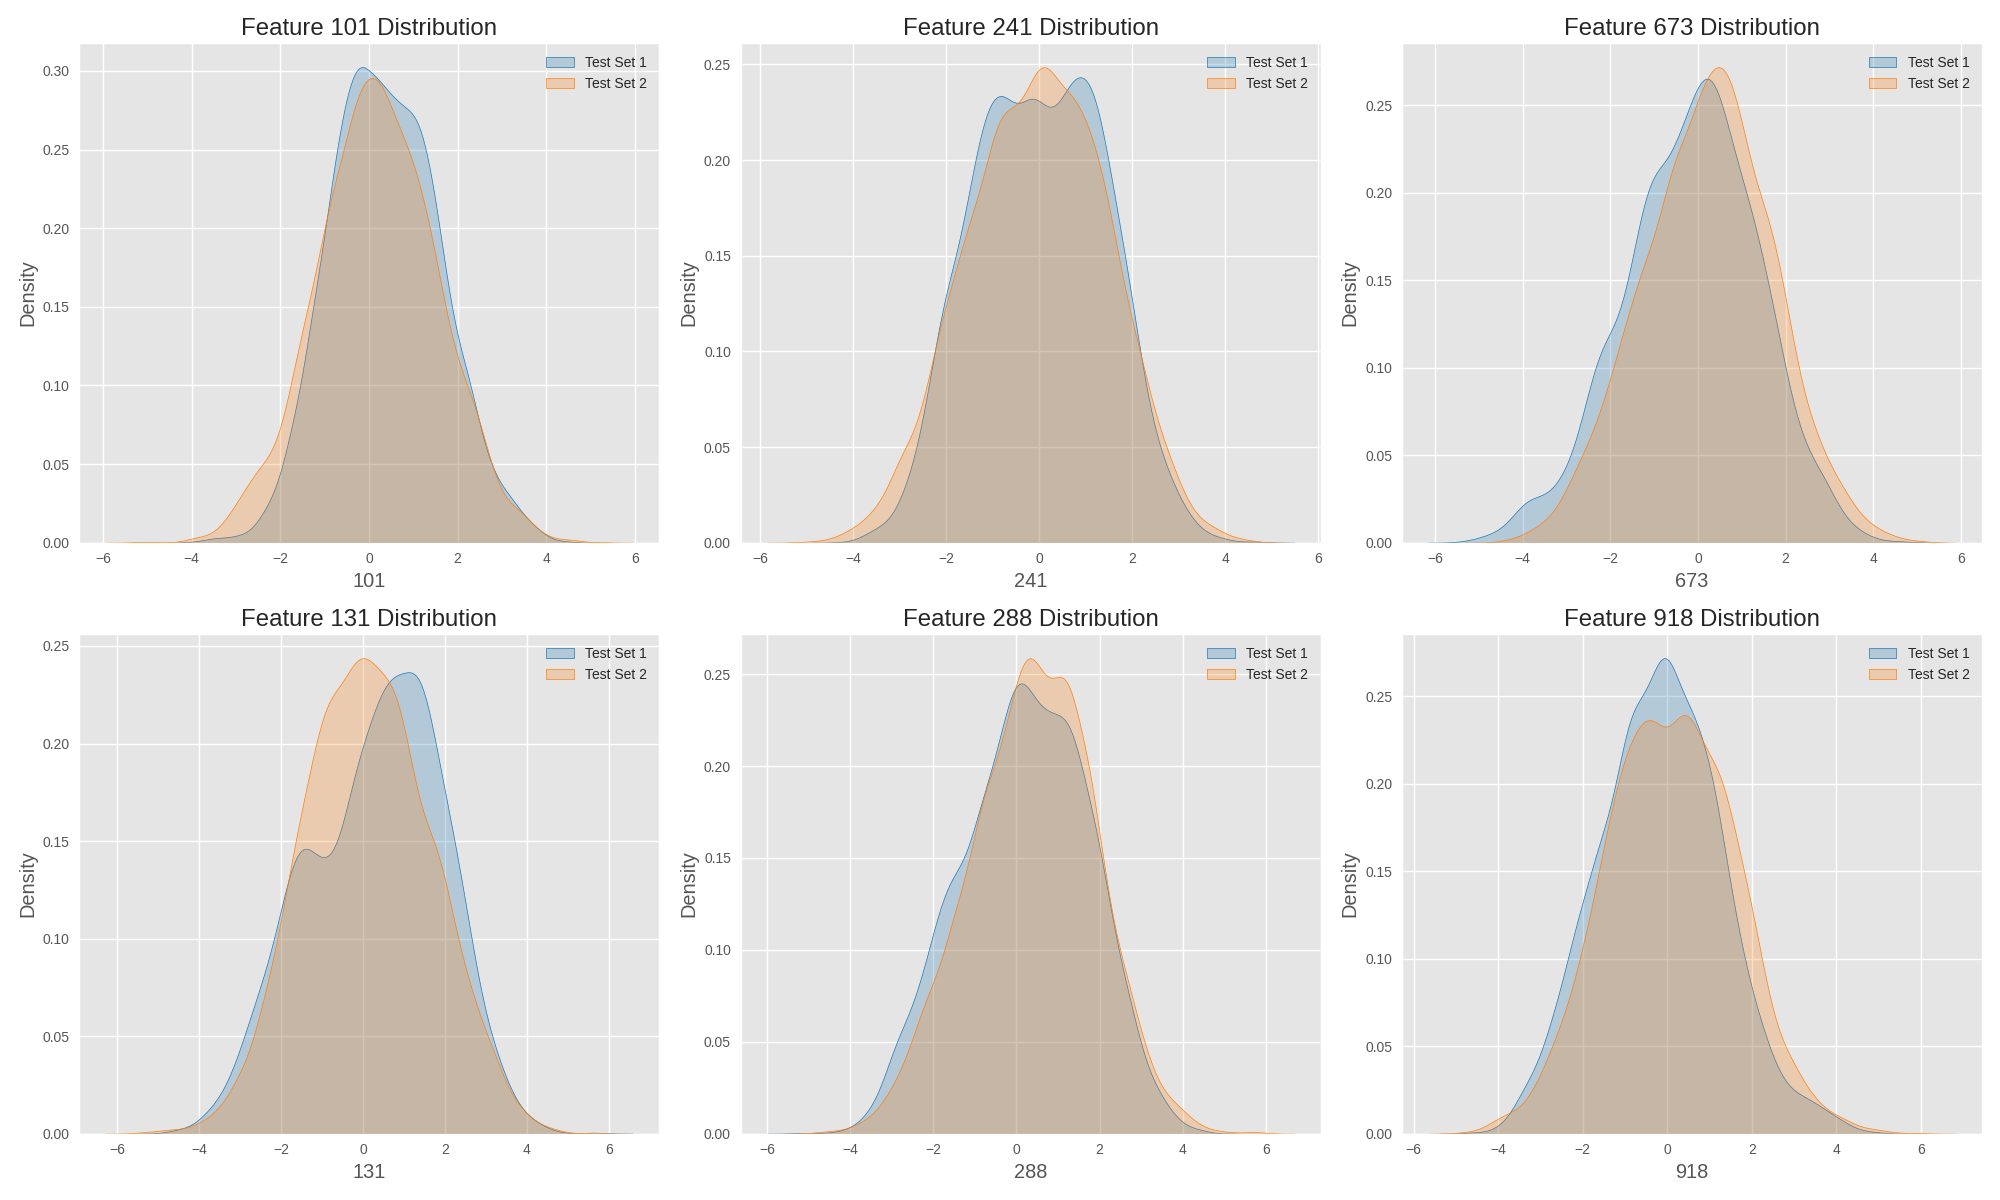 Feature 101 Distribution
Test Set 1
Test Set 2
0.30
0.25
0.20
0.15
0.10
0.05
0.00
Density
−6 −4 −2 0 2 4 6
101
Feature 241 Distribution
Test Set 1
Test Set 2
0.25
0.20
0.15
0.10
0.05
0.00
Density
−6 −4 −2 0 2 4 6
241
Feature 673 Distribution
Test Set 1
Test Set 2
0.25
0.20
0.15
0.10
0.05
0.00
Density
−6 −4 −2 0 2 4 6
673
Feature 131 Distribution
Test Set 1
Test Set 2
0.25
0.20
0.15
0.10
0.05
0.00
Density
−6 −4 −2 0 2 4 6
131
Feature 288 Distribution
Test Set 1
Test Set 2
0.25
0.20
0.15
0.10
0.05
0.00
Density
−6 −4 −2 0 2 4 6
288
Feature 918 Distribution
Test Set 1
Test Set 2
0.25
0.20
0.15
0.10
0.05
0.00
Density
−6 −4 −2 0 2 4 6
918